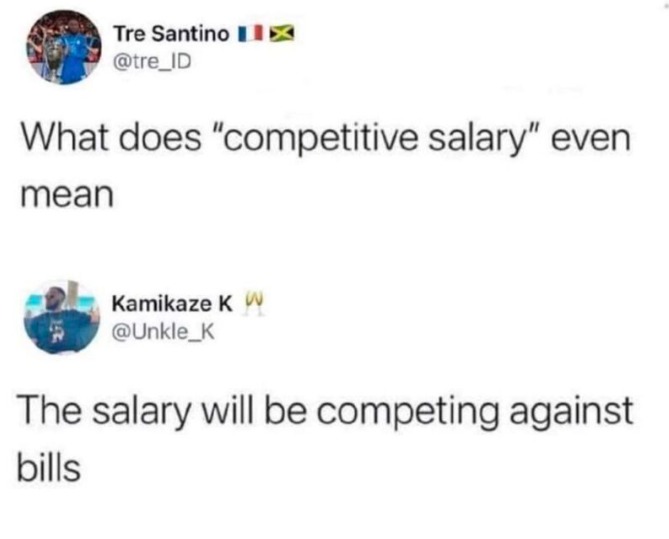 Tre Santino 🇫🇷🇯🇲
@tre_ID
What does "competitive salary" even
mean
Kamikaze K 🥂
@Unkle_K
The salary will be competing against
bills